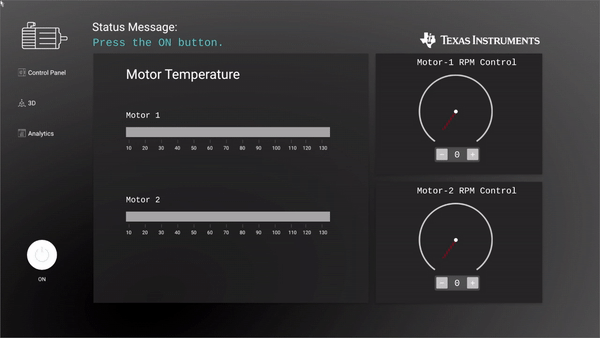 Status Message:
Press the ON button.
TEXAS INSTRUMENTS
Control Panel
3D
Analytics
ON
Motor Temperature
Motor 1
10 20 30 40 50 60 70 80 90 100 110 120 130
Motor 2
10 20 30 40 50 60 70 80 90 100 110 120 130
Motor-1 RPM Control
- 0 +
Motor-2 RPM Control
- 0 +